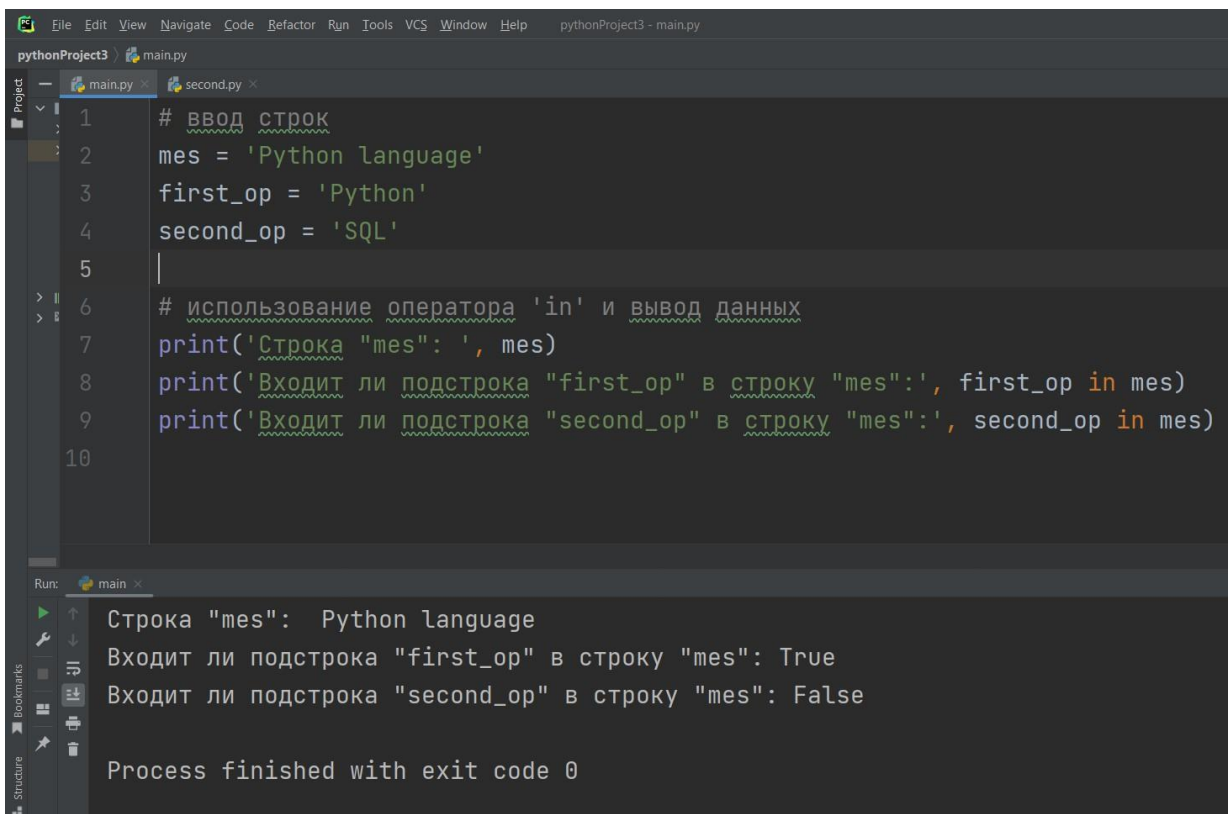 PC File Edit View Navigate Code Refactor Run Tools VCS Window Help pythonProject3 - main.py
pythonProject3 main.py
Project main.py second.py
1 # ввод строк
2 mes = 'Python language'
3 first_op = 'Python'
4 second_op = 'SQL'
5
6 # использование оператора 'in' и вывод данных
7 print('Строка "mes": ', mes)
8 print('Входит ли подстрока "first_op" в строку "mes":', first_op in mes)
9 print('Входит ли подстрока "second_op" в строку "mes":', second_op in mes)
10
Run: main
Строка "mes":  Python language
Входит ли подстрока "first_op" в строку "mes": True
Входит ли подстрока "second_op" в строку "mes": False
Process finished with exit code 0
Bookmarks
Structure